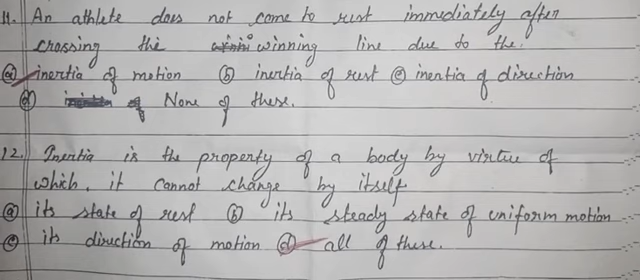 11. An athlete does not come to rest immediately after
crossing the winning line due to the.
(a) inertia of motion (b) inertia of rest (c) inertia of direction
(d) None of these.
12. Inertia is the property of a body by virtue of
which, it cannot change by itself
(a) its state of rest (b) its steady state of uniform motion
(c) its direction of motion (d) all of these.